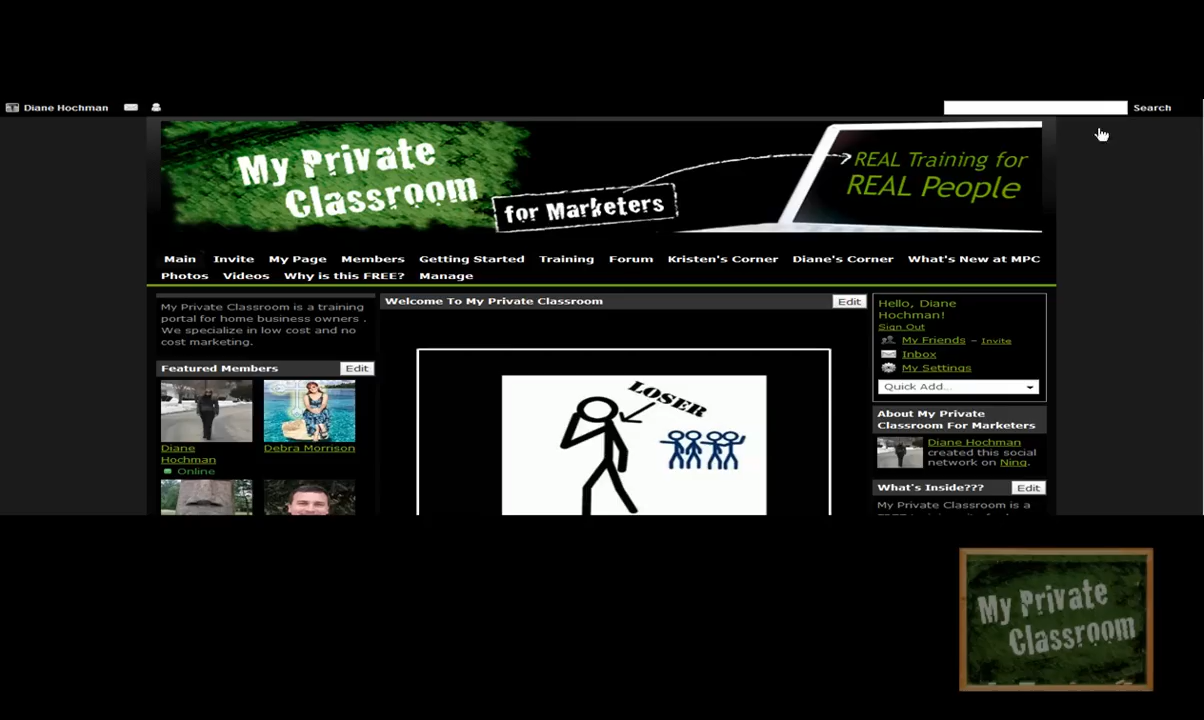 Diane Hochman
Search
My Private
Classroom
for Marketers
REAL Training for
REAL People
Main Invite My Page Members Getting Started Training Forum Kristen's Corner Diane's Corner What's New at MPC
Photos Videos Why is this FREE? Manage
My Private Classroom is a training
portal for home business owners .
We specialize in low cost and no
cost marketing.
Featured Members Edit
Diane
Hochman
Online
Debra Morrison
Welcome To My Private Classroom Edit
LOSER
Hello, Diane
Hochman!
Sign Out
My Friends – Invite
Inbox
My Settings
Quick Add...
About My Private
Classroom For Marketers
Diane Hochman
created this social
network on Ning.
What's Inside??? Edit
My Private Classroom is a
My Private
Classroom